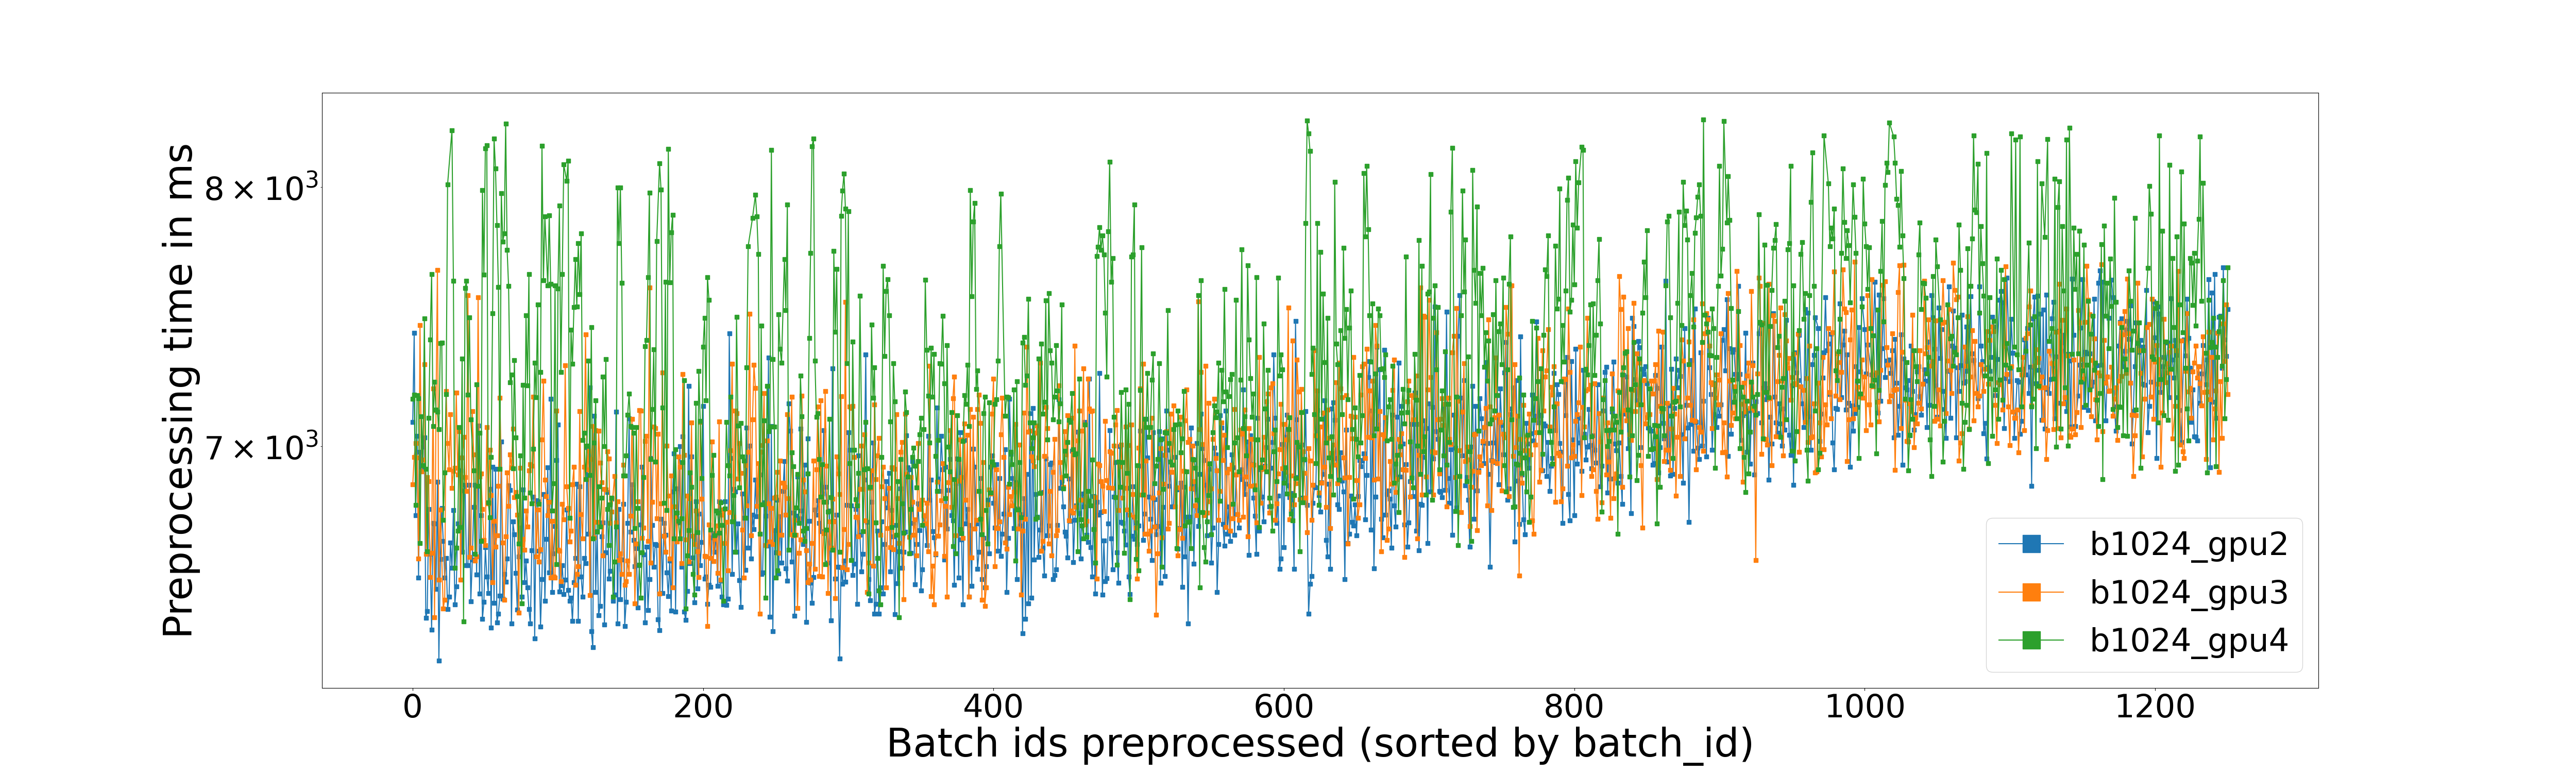 Preprocessing time in ms
8 × 10³
7 × 10³
0 200 400 600 800 1000 1200
Batch ids preprocessed (sorted by batch_id)
b1024_gpu2
b1024_gpu3
b1024_gpu4